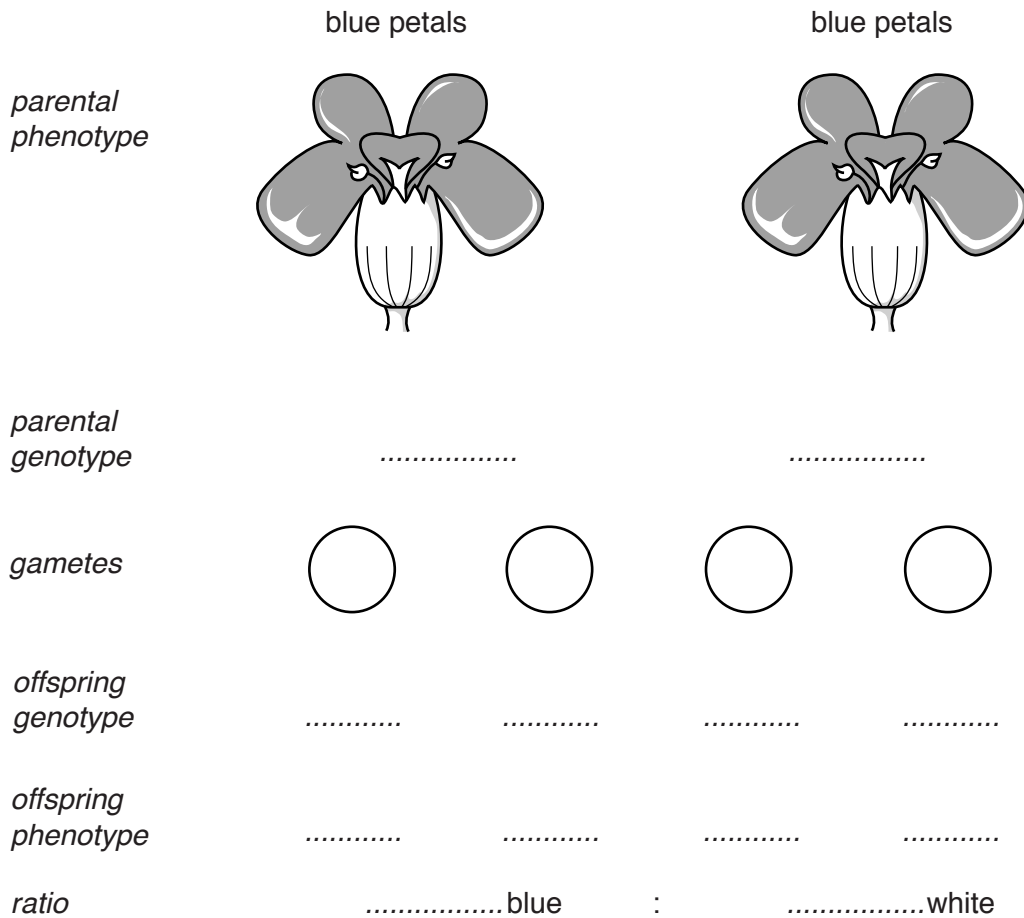 blue petals blue petals
parental
phenotype
parental
genotype ................. .................
gametes
offspring
genotype ............ ............ ............ ............
offspring
phenotype ............ ............ ............ ............
ratio .................blue : .................white